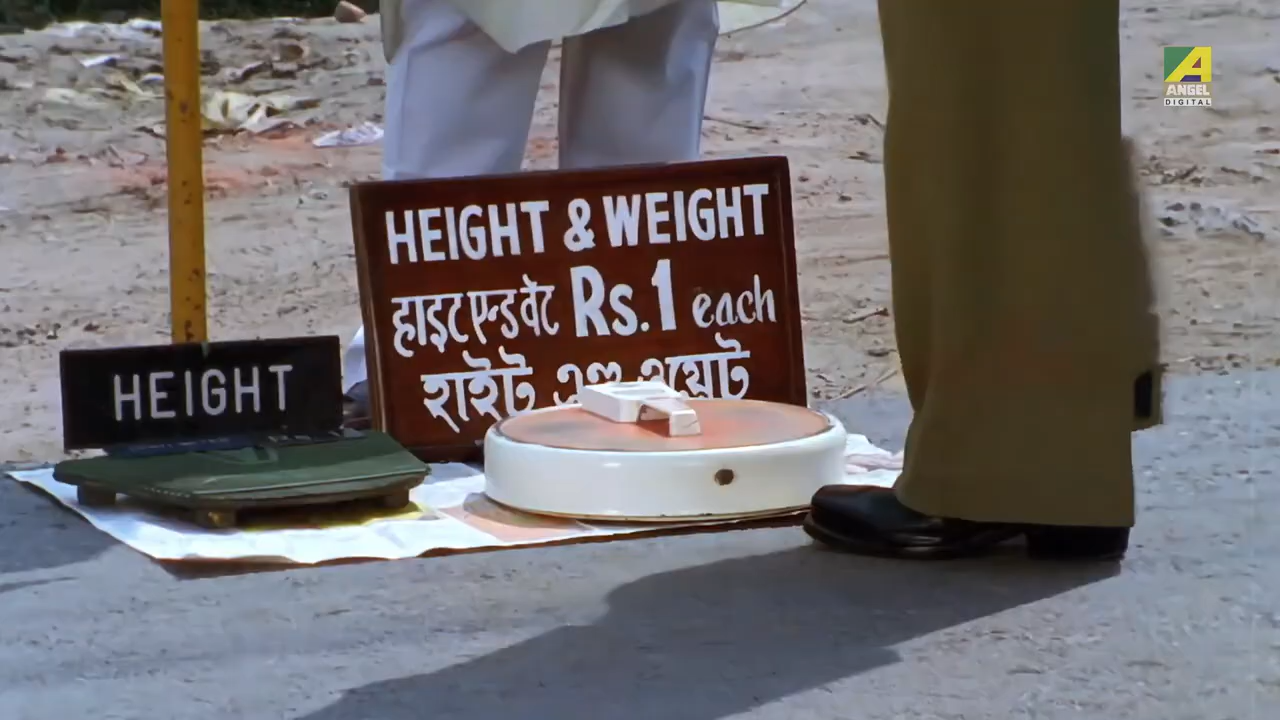 ANGEL
DIGITAL
HEIGHT & WEIGHT
हाइट एन्ड वेट Rs. 1 each
হাইট এন্ড ওয়েট
HEIGHT